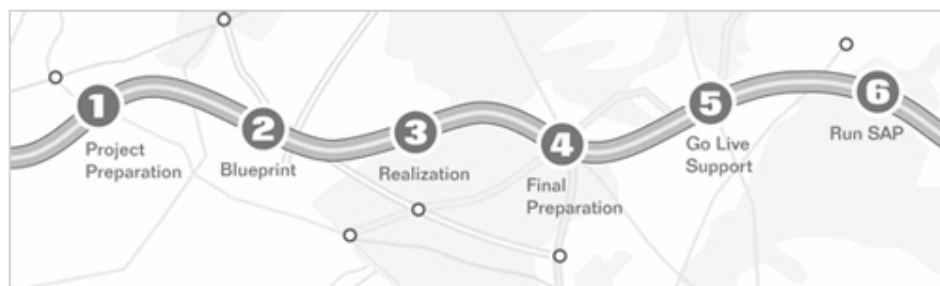 1
Project
Preparation
2
Blueprint
3
Realization
4
Final
Preparation
5
Go Live
Support
6
Run SAP